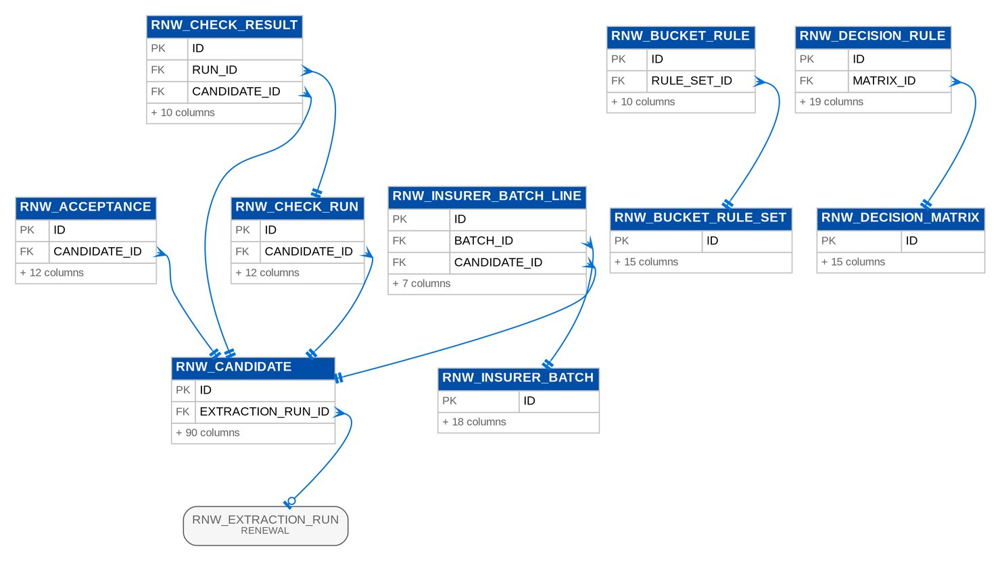 RNW_CHECK_RESULT
PK ID
FK RUN_ID
FK CANDIDATE_ID
+ 10 columns
RNW_BUCKET_RULE
PK ID
FK RULE_SET_ID
+ 10 columns
RNW_DECISION_RULE
PK ID
FK MATRIX_ID
+ 19 columns
RNW_ACCEPTANCE
PK ID
FK CANDIDATE_ID
+ 12 columns
RNW_CHECK_RUN
PK ID
FK CANDIDATE_ID
+ 12 columns
RNW_INSURER_BATCH_LINE
PK ID
FK BATCH_ID
FK CANDIDATE_ID
+ 7 columns
RNW_BUCKET_RULE_SET
PK ID
+ 15 columns
RNW_DECISION_MATRIX
PK ID
+ 15 columns
RNW_CANDIDATE
PK ID
FK EXTRACTION_RUN_ID
+ 90 columns
RNW_INSURER_BATCH
PK ID
+ 18 columns
RNW_EXTRACTION_RUN
RENEWAL